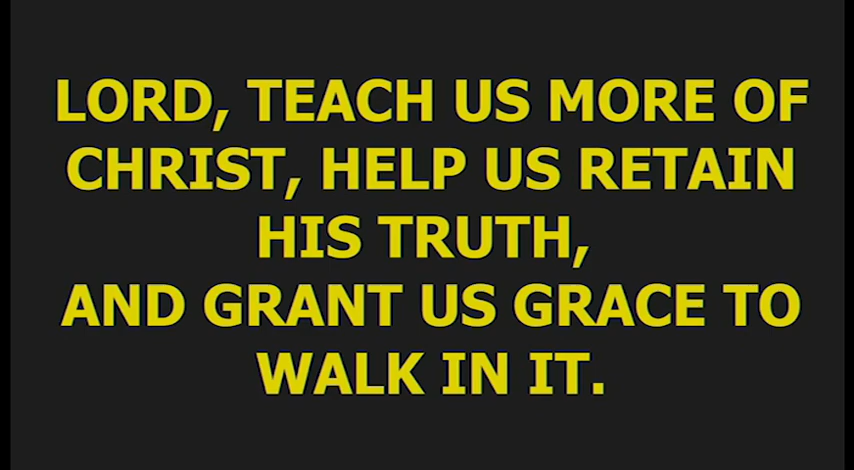 LORD, TEACH US MORE OF
CHRIST, HELP US RETAIN
HIS TRUTH,
AND GRANT US GRACE TO
WALK IN IT.